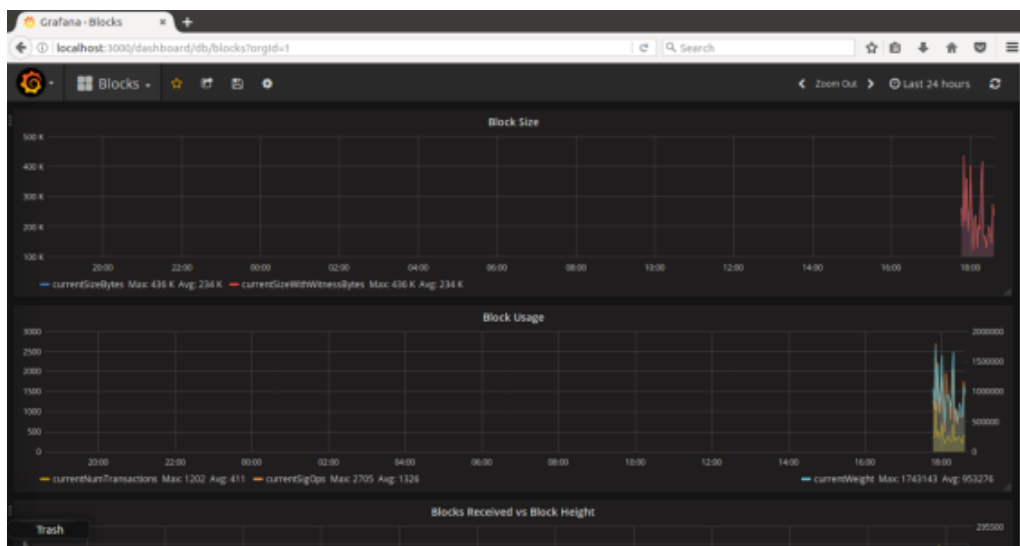 Grafana - Blocks
localhost:3000/dashboard/db/blocks?orgId=1
Search
Blocks
Zoom Out
Last 24 hours
Block Size
500 K
400 K
300 K
200 K
100 K
20:00 22:00 00:00 02:00 04:00 06:00 08:00 10:00 12:00 14:00 16:00 18:00
currentSizeBytes Max: 436 K Avg: 234 K currentSizeWithWitnessBytes Max: 436 K Avg: 234 K
Block Usage
3000 2000000
2500 1500000
2000
1500 1000000
1000 500000
500
0 0
20:00 22:00 00:00 02:00 04:00 06:00 08:00 10:00 12:00 14:00 16:00 18:00
currentNumTransactions Max: 1202 Avg: 411 currentSigOps Max: 2705 Avg: 1326 currentWeight Max: 1743143 Avg: 953276
Blocks Received vs Block Height
Trash
295500